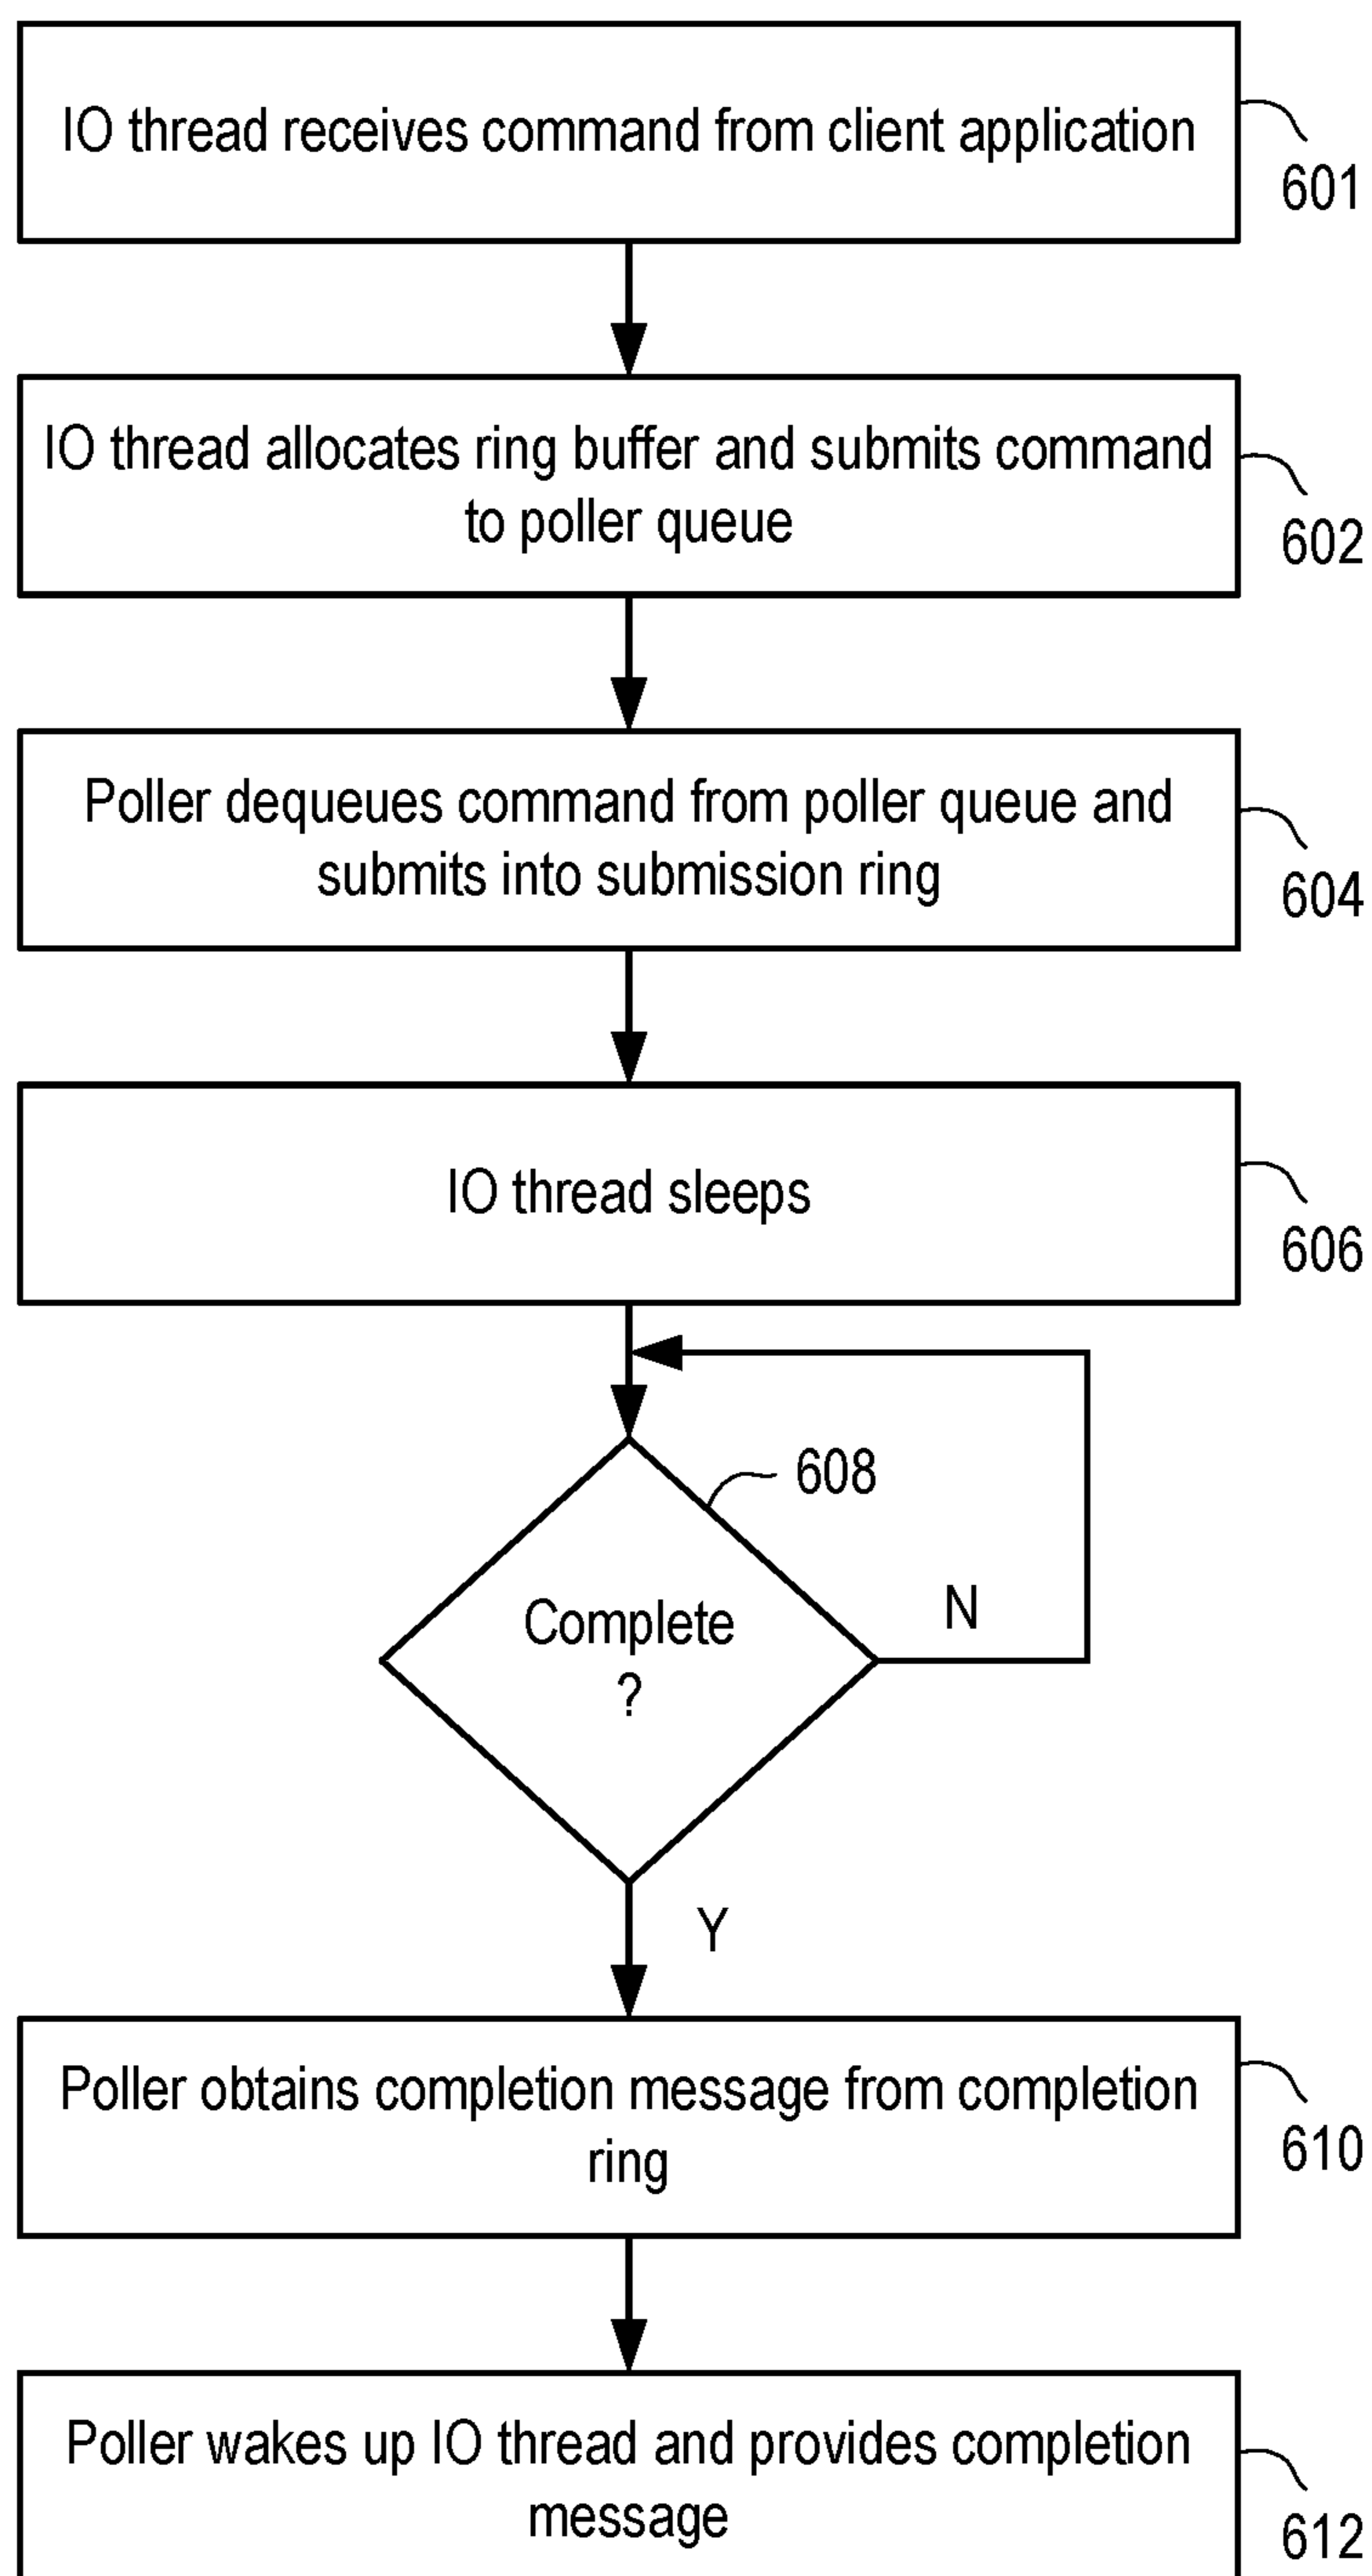 IO thread receives command from client application
601
IO thread allocates ring buffer and submits command
to poller queue
602
Poller dequeues command from poller queue and
submits into submission ring
604
IO thread sleeps
606
608
Complete
?
N
Y
Poller obtains completion message from completion
ring
610
Poller wakes up IO thread and provides completion
message
612